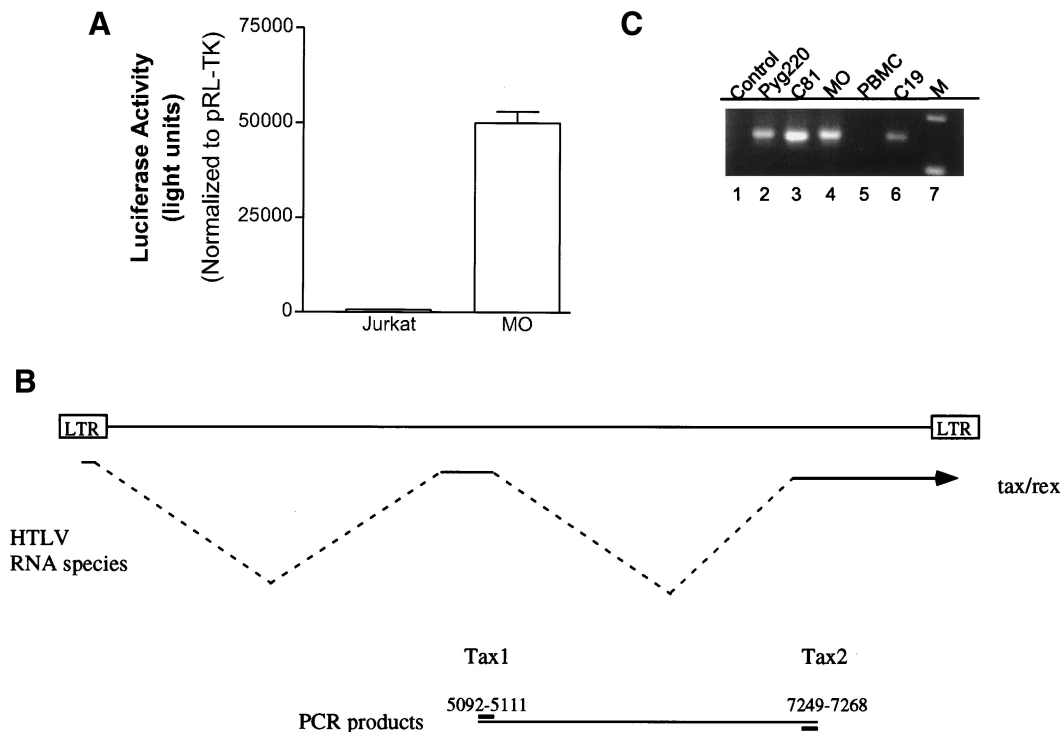 A
Luciferase Activity
(light units)
(Normalized to pRL-TK)
75000
50000
25000
0
Jurkat
MO
C
Control
Pyg220
C81
MO
PBMC
C19
M
1 2 3 4 5 6 7
B
LTR
LTR
tax/rex
HTLV
RNA species
Tax1
Tax2
5092-5111
7249-7268
PCR products